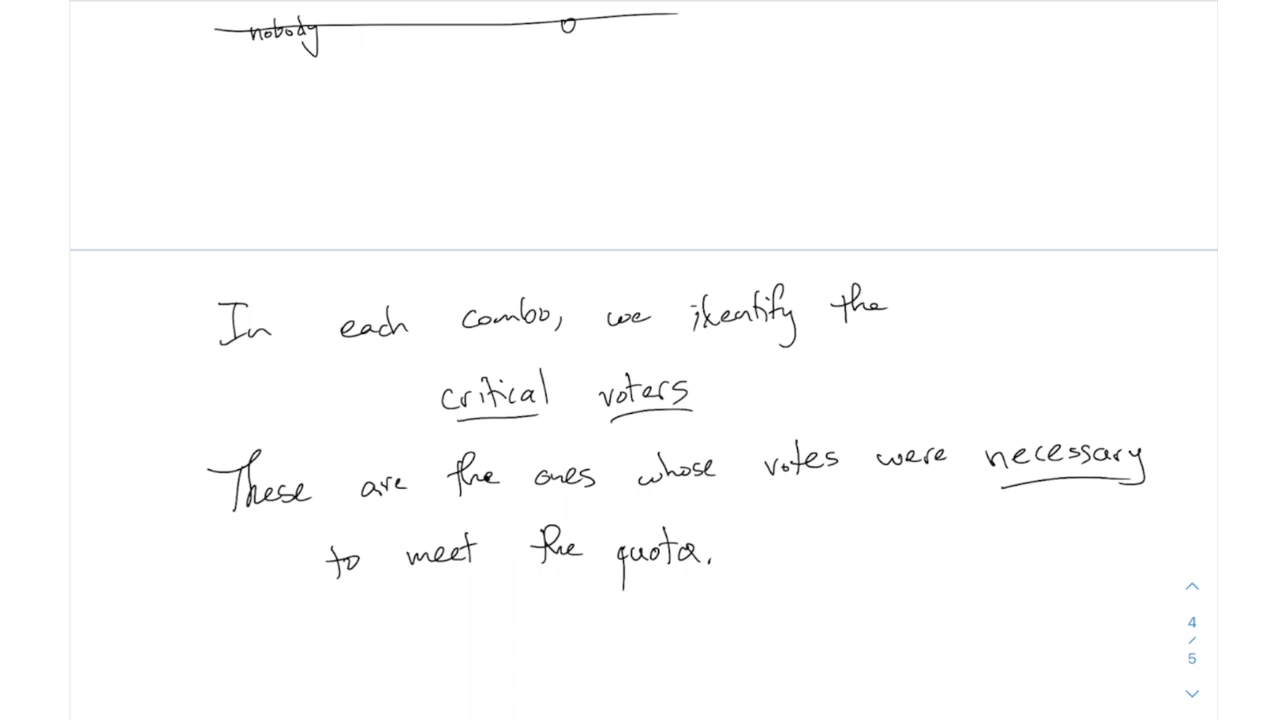 nobody 0
In each combo, we identify the
critical voters
These are the ones whose votes were necessary
to meet the quota.
4
/
5